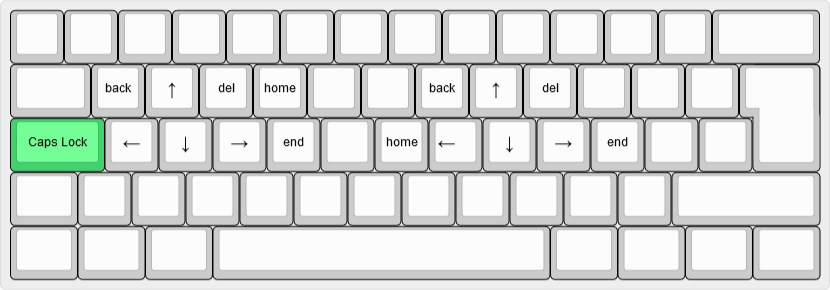 back ↑ del home back ↑ del
Caps Lock ← ↓ → end home ← ↓ → end